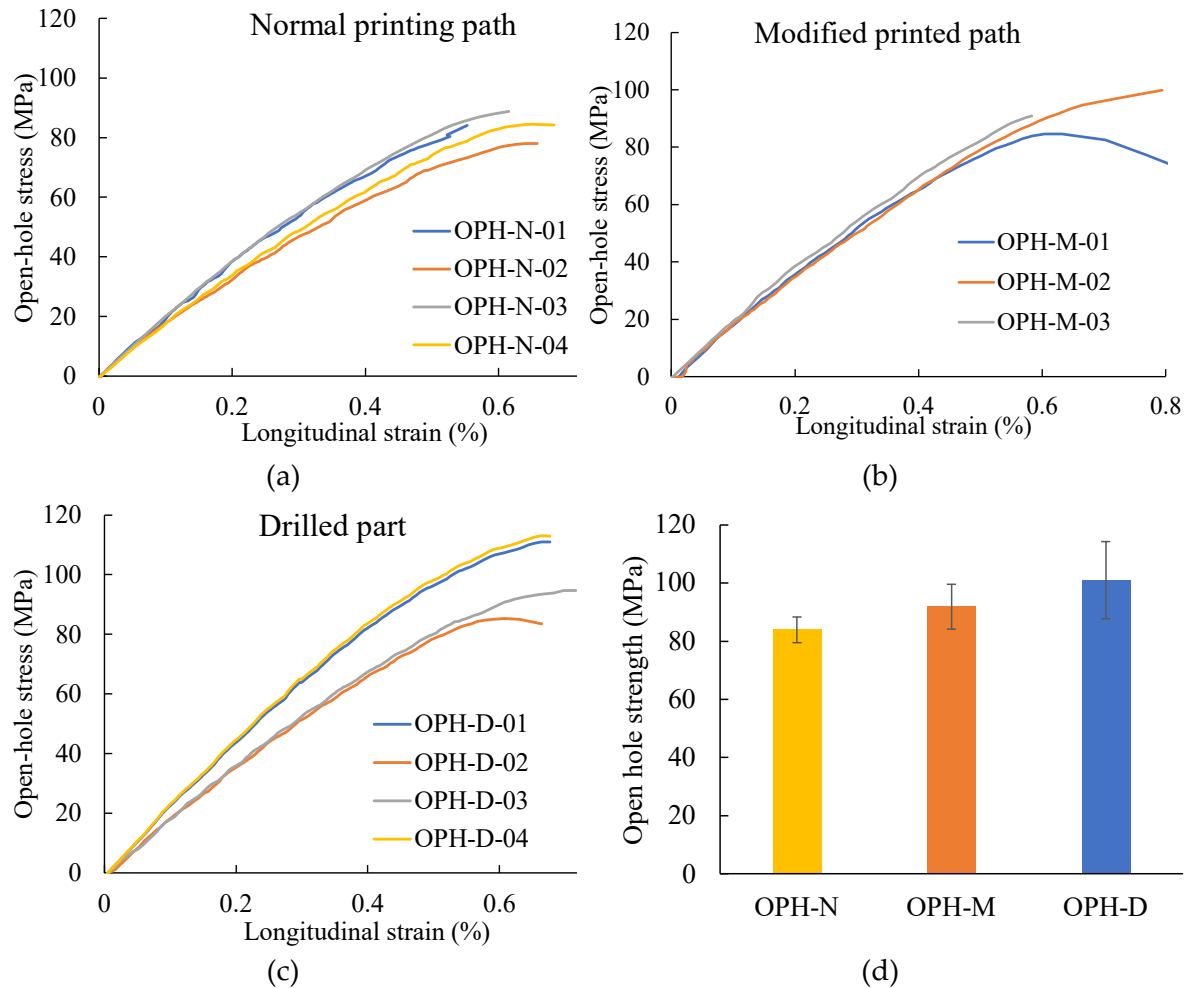 Normal printing path
Open-hole stress (MPa)
120
100
80
60
40
20
0
0
0.2
0.4
0.6
Longitudinal strain (%)
OPH-N-01
OPH-N-02
OPH-N-03
OPH-N-04
(a)
Modified printed path
Open-hole stress (MPa)
120
100
80
60
40
20
0
0
0.2
0.4
0.6
0.8
Longitudinal strain (%)
OPH-M-01
OPH-M-02
OPH-M-03
(b)
Drilled part
Open-hole stress (MPa)
120
100
80
60
40
20
0
0
0.2
0.4
0.6
Longitudinal strain (%)
OPH-D-01
OPH-D-02
OPH-D-03
OPH-D-04
(c)
Open hole strength (MPa)
120
100
80
60
40
20
0
OPH-N
OPH-M
OPH-D
(d)